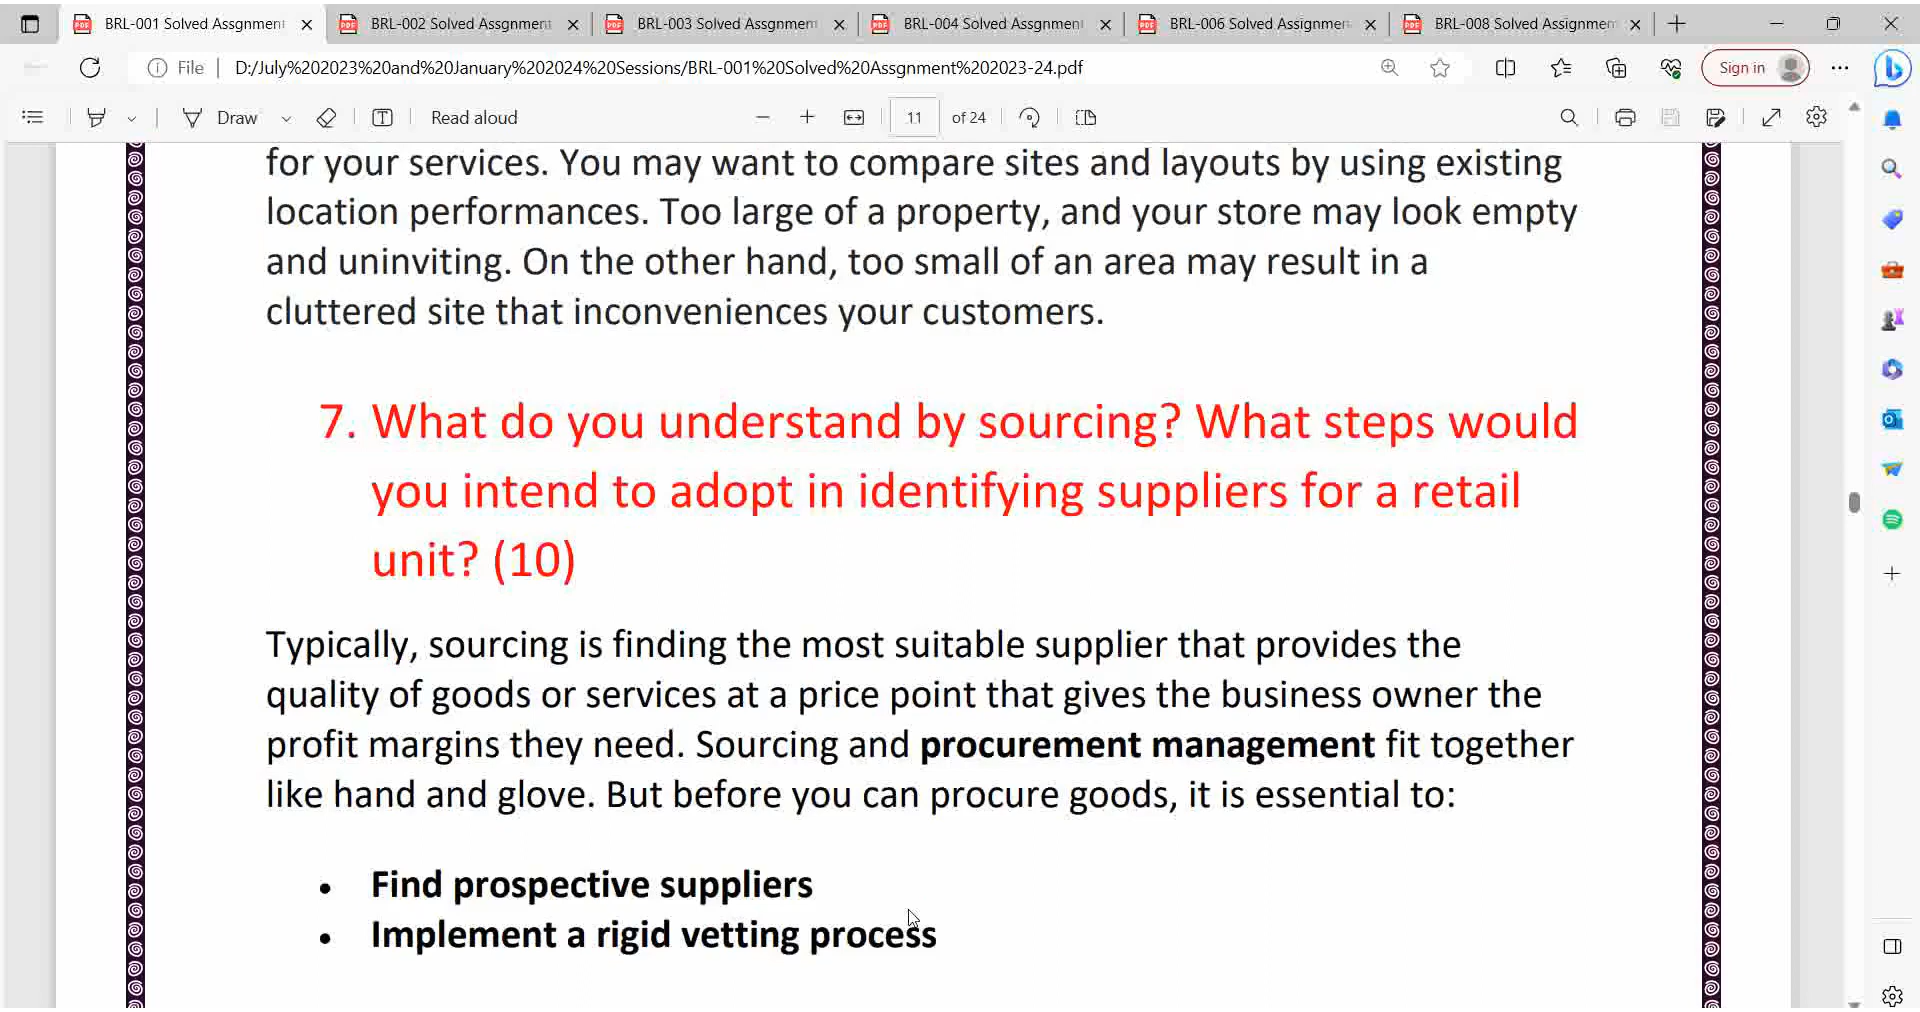 BRL-001 Solved Assgnment
BRL-002 Solved Assgnment
BRL-003 Solved Assgnment
BRL-004 Solved Assgnment
BRL-006 Solved Assignmen
BRL-008 Solved Assignmen
File
D:/July%202023%20and%20January%202024%20Sessions/BRL-001%20Solved%20Assgnment%202023-24.pdf
Sign in
Draw
Read aloud
11
of 24
for your services. You may want to compare sites and layouts by using existing
location performances. Too large of a property, and your store may look empty
and uninviting. On the other hand, too small of an area may result in a
cluttered site that inconveniences your customers.
7. What do you understand by sourcing? What steps would
you intend to adopt in identifying suppliers for a retail
unit? (10)
Typically, sourcing is finding the most suitable supplier that provides the
quality of goods or services at a price point that gives the business owner the
profit margins they need. Sourcing and procurement management fit together
like hand and glove. But before you can procure goods, it is essential to:
• Find prospective suppliers
• Implement a rigid vetting process